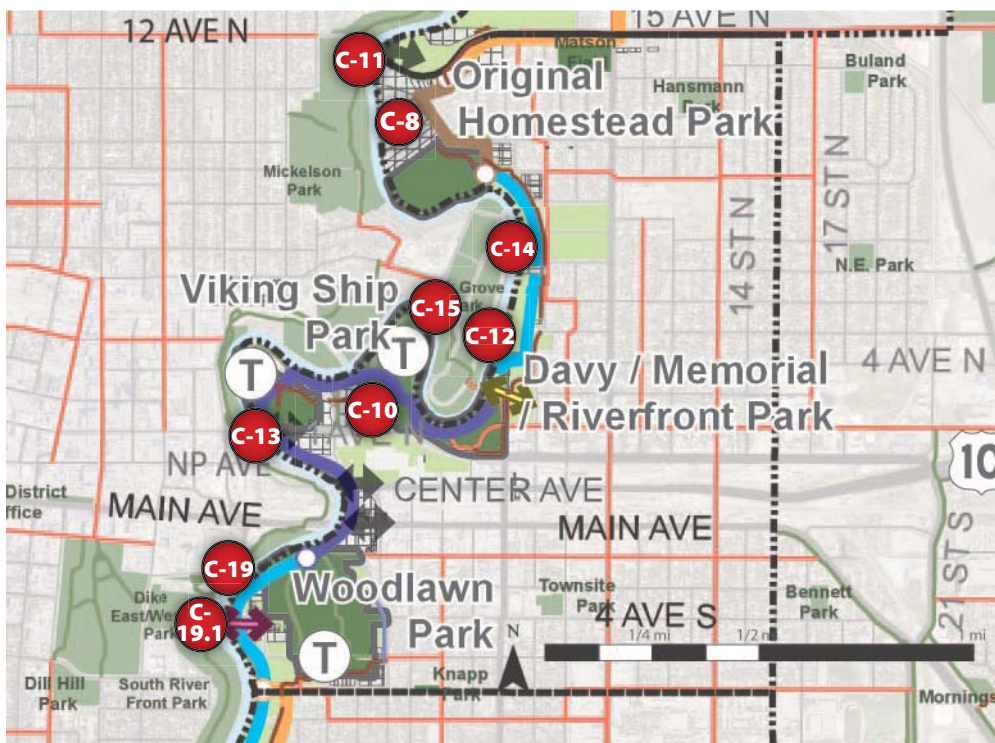 12 AVE N
15 AVE N
C-11
Matson
Buland
Park
Original
Homestead Park
Hansmann
Park
C-8
Mickelson
Park
14 ST N
17 ST N
C-14
N.E. Park
Viking Ship
Park
C-15
Grove
C-12
T
T
4 AVE N
Davy / Memorial
/ Riverfront Park
C-10
C-13
AVE N
NP AVE
10
District
CENTER AVE
MAIN AVE
MAIN AVE
C-19
Woodlawn
Park
Dike
East/West
Park
C-
19.1
Townsite
Park
Bennett
Park
21 ST S
4 AVE S
N
1/4 mi
1/2 m
1 mi
T
Dill Hill
Park
South River
Front Park
Knapp
Park
Mornings